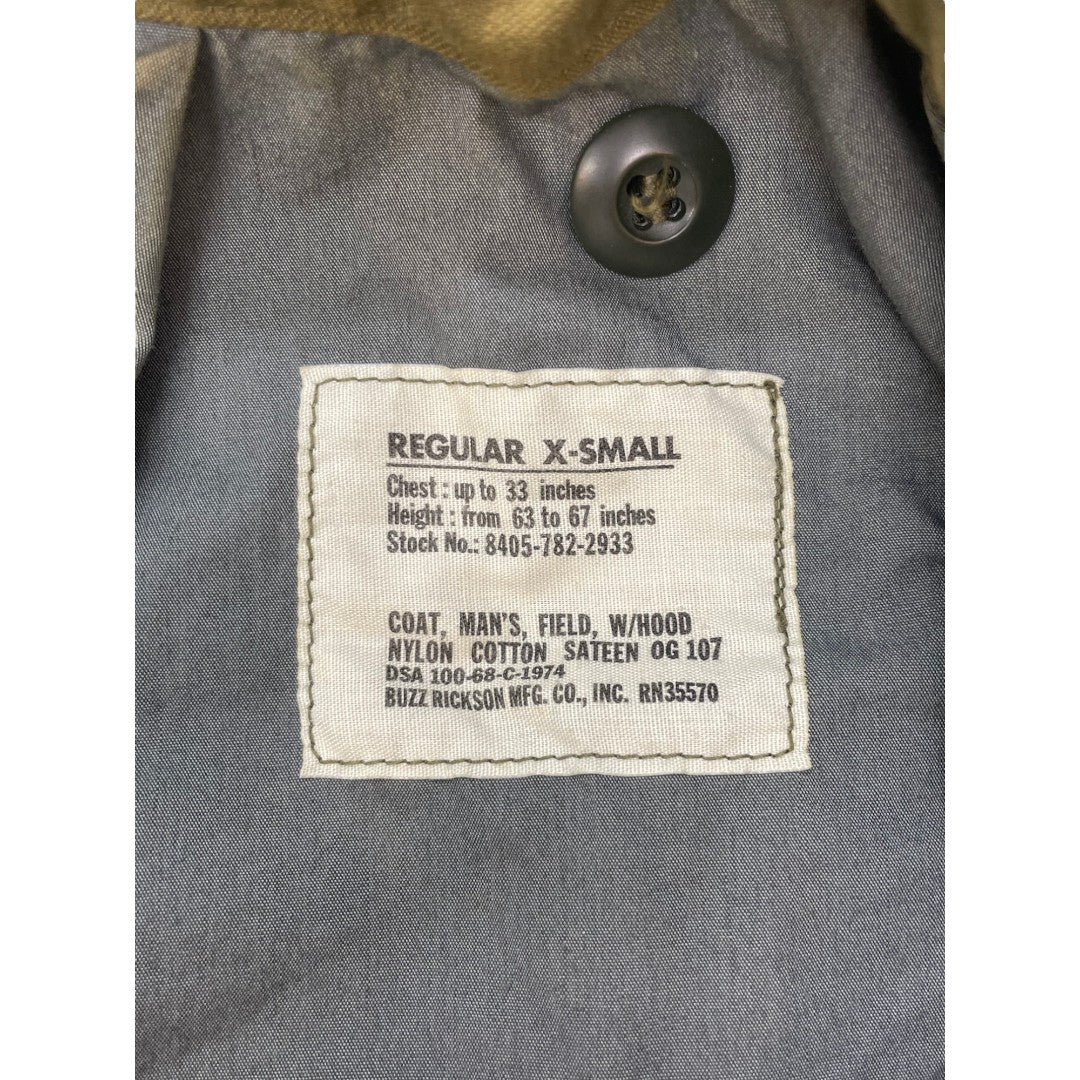 REGULAR X-SMALL
Chest : up to 33 inches
Height : from 63 to 67 inches
Stock No.: 8405-782-2933
COAT, MAN'S, FIELD, W/HOOD
NYLON COTTON SATEEN OG 107
DSA 100-68-C-1974
BUZZ RICKSON MFG. CO., INC. RN35570